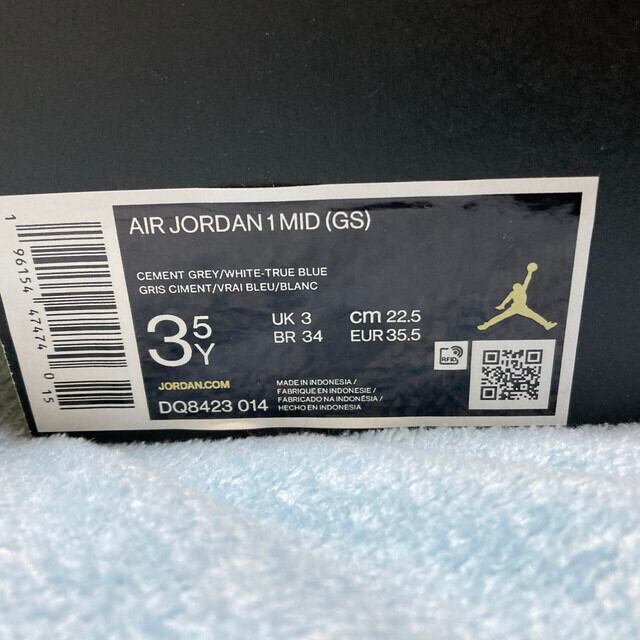 AIR JORDAN 1 MID (GS)
CEMENT GREY/WHITE-TRUE BLUE
GRIS CIMENT/VRAI BLEU/BLANC
3 5 Y
UK 3 cm 22.5
BR 34 EUR 35.5
RFID
JORDAN.COM
DQ8423 014
MADE IN INDONESIA/
FABRIQUE EN INDONESIE/
FABRICADO NA INDONESIA/
HECHO EN INDONESIA
1 96154 47474 0 15